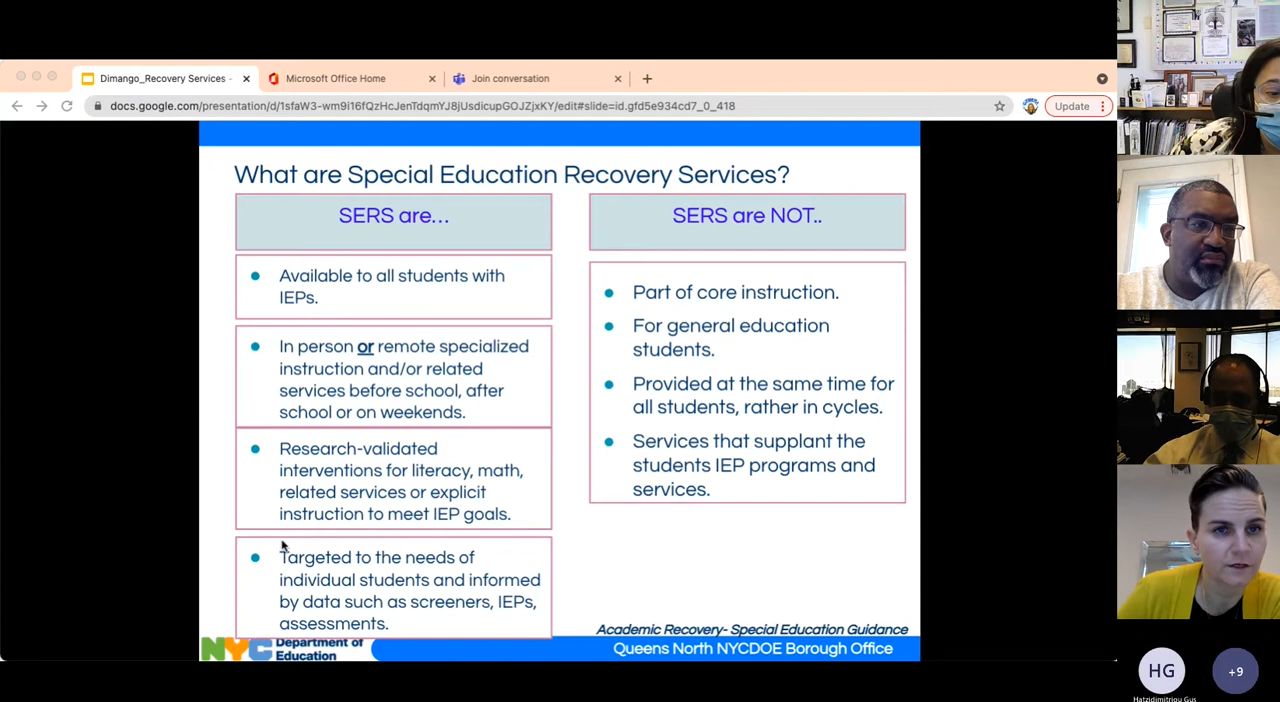 Dimango_Recovery Services -
Microsoft Office Home
Join conversation
docs.google.com/presentation/d/1sfaW3-wm9i16fQzHcJenTdqmYJ8jUsdicupGOJZjxKY/edit#slide=id.gfd5e934cd7_0_418
Update
What are Special Education Recovery Services?
SERS are…
Available to all students with
IEPs.
In person or remote specialized
instruction and/or related
services before school, after
school or on weekends.
Research-validated
interventions for literacy, math,
related services or explicit
instruction to meet IEP goals.
Targeted to the needs of
individual students and informed
by data such as screeners, IEPs,
assessments.
SERS are NOT..
Part of core instruction.
For general education
students.
Provided at the same time for
all students, rather in cycles.
Services that supplant the
students IEP programs and
services.
Academic Recovery- Special Education Guidance
NYC Department of
Education
Queens North NYCDOE Borough Office
HG
+9
Hatzidimitriou Gus